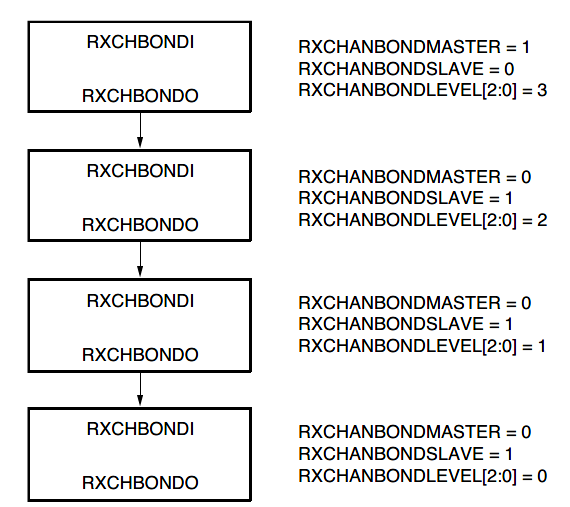 RXCHBONDI
RXCHBONDO
RXCHANBONDMASTER = 1
RXCHANBONDSLAVE = 0
RXCHANBONDLEVEL[2:0] = 3
RXCHBONDI
RXCHBONDO
RXCHANBONDMASTER = 0
RXCHANBONDSLAVE = 1
RXCHANBONDLEVEL[2:0] = 2
RXCHBONDI
RXCHBONDO
RXCHANBONDMASTER = 0
RXCHANBONDSLAVE = 1
RXCHANBONDLEVEL[2:0] = 1
RXCHBONDI
RXCHBONDO
RXCHANBONDMASTER = 0
RXCHANBONDSLAVE = 1
RXCHANBONDLEVEL[2:0] = 0